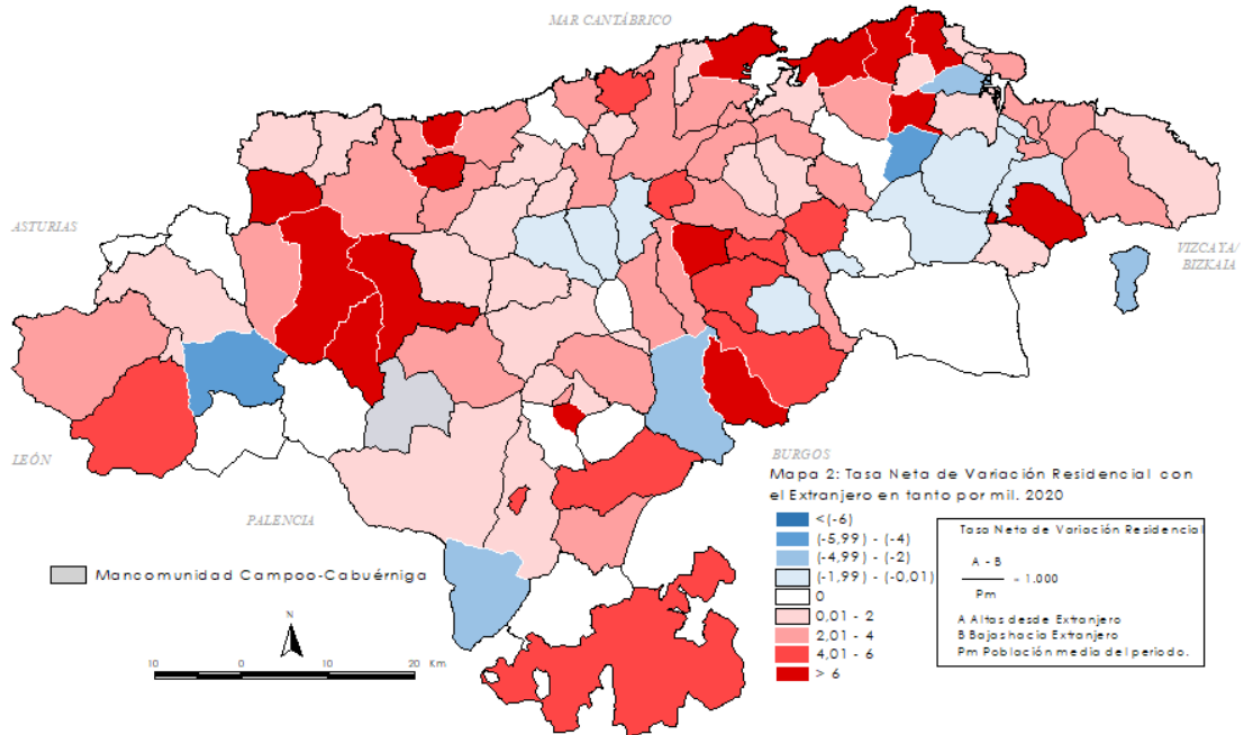 MAR CANTÁBRICO
ASTURIAS
VIZCAYA/
BIZKAIA
LEÓN
BURGOS
PALENCIA
Mapa 2: Tasa Neta de Variación Residencial con
el Extranjero en tanto por mil. 2020
<(-6)
(-5,99) - (-4)
(-4,99) - (-2)
(-1,99) - (-0,01)
0
0,01 - 2
2,01 - 4
4,01 - 6
> 6
Tasa Neta de Variación Residencial
A - B
Pm
= 1.000
A Altas desde Extranjero
B Bajas hacia Extranjero
Pm Población media del periodo.
Mancomunidad Campoo-Cabuérniga
N
10 0 10 20 Km